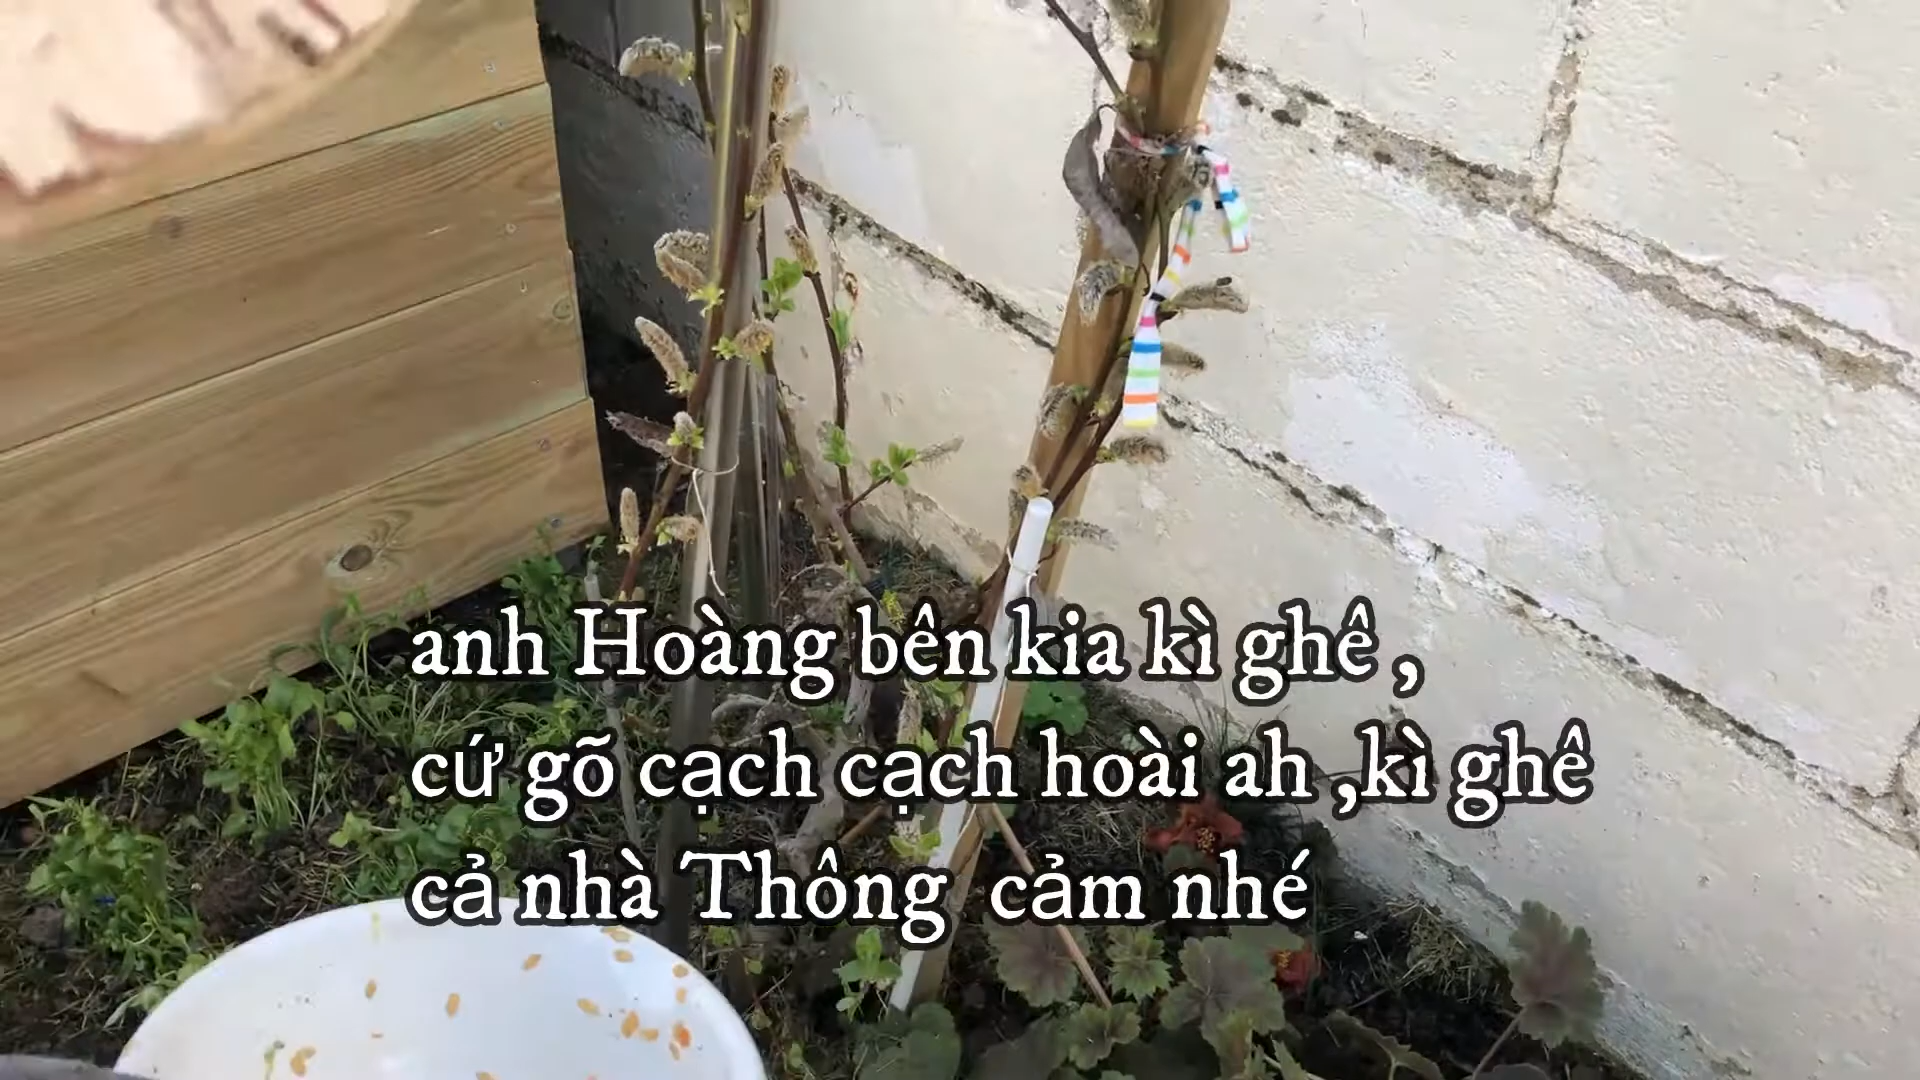 anh Hoàng bên kia kì ghê ,
cứ gõ cạch cạch hoài ah ,kì ghê
cả nhà Thông  cảm nhé